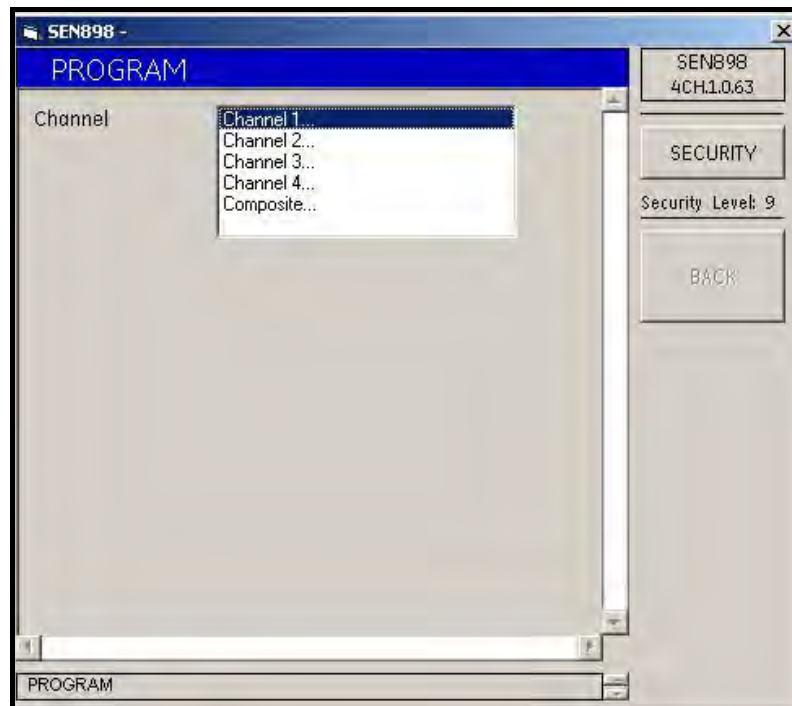 SEN898 -
PROGRAM
SEN898
4CH.1.0.63
Channel
Channel 1...
Channel 2...
Channel 3...
Channel 4...
Composite...
SECURITY
Security Level: 9
BACK
PROGRAM